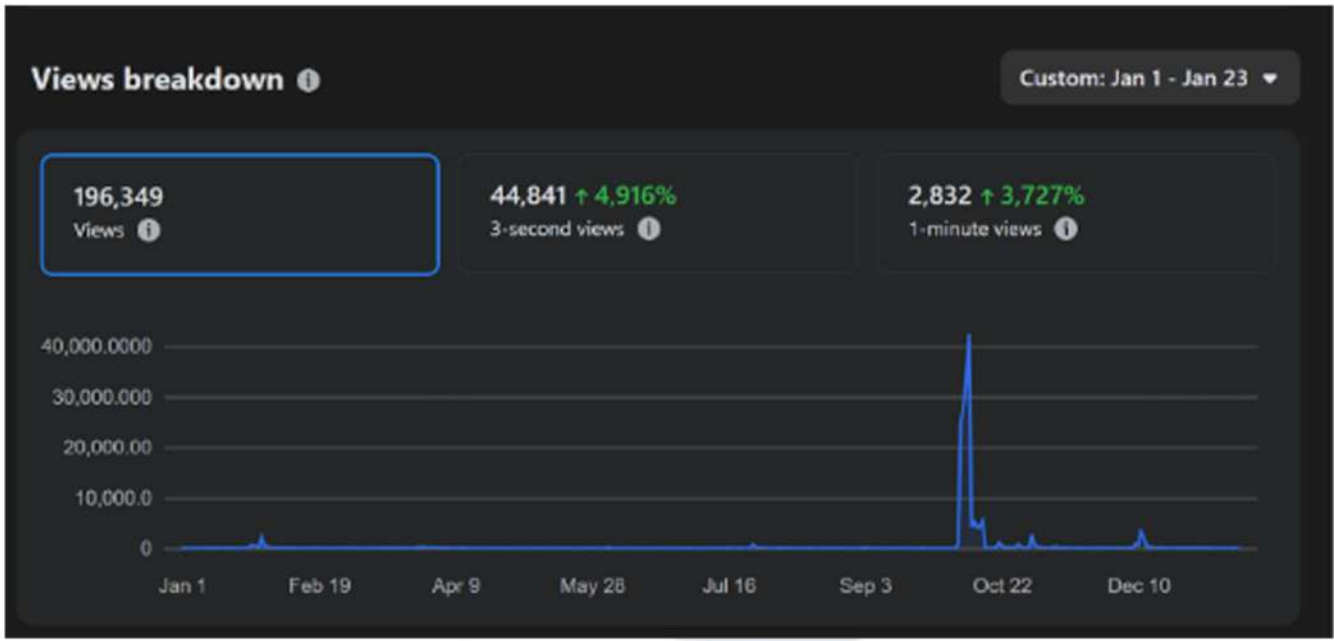 Views breakdown
Custom: Jan 1 - Jan 23
196,349
Views
44,841 ↑ 4,916%
3-second views
2,832 ↑ 3,727%
1-minute views
40,000.0000
30,000.000
20,000.00
10,000.0
0
Jan 1 Feb 19 Apr 9 May 28 Jul 16 Sep 3 Oct 22 Dec 10